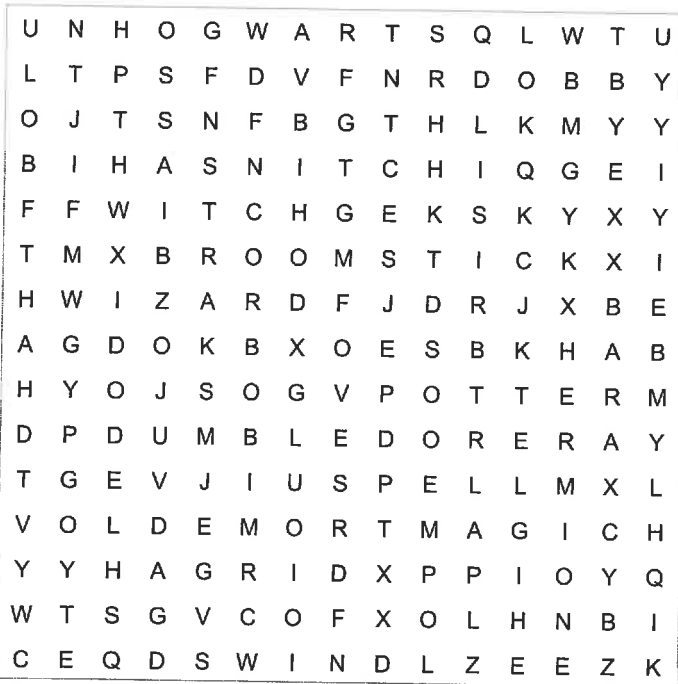 U N H O G W A R T S Q L W T U
L T P S F D V F N R D O B B Y
O J T S N F B G T H L K M Y Y
B I H A S N I T C H I Q G E I
F F W I T C H G E K S K Y X Y
T M X B R O O M S T I C K X I
H W I Z A R D F J D R J X B E
A G D O K B X O E S B K H A B
H Y O J S O G V P O T T E R M
D P D U M B L E D O R E R A Y
T G E V J I U S P E L L M X L
V O L D E M O R T M A G I C H
Y Y H A G R I D X P P I O Y Q
W T S G V C O F X O L H N B I
C E Q D S W I N D L Z E E Z K